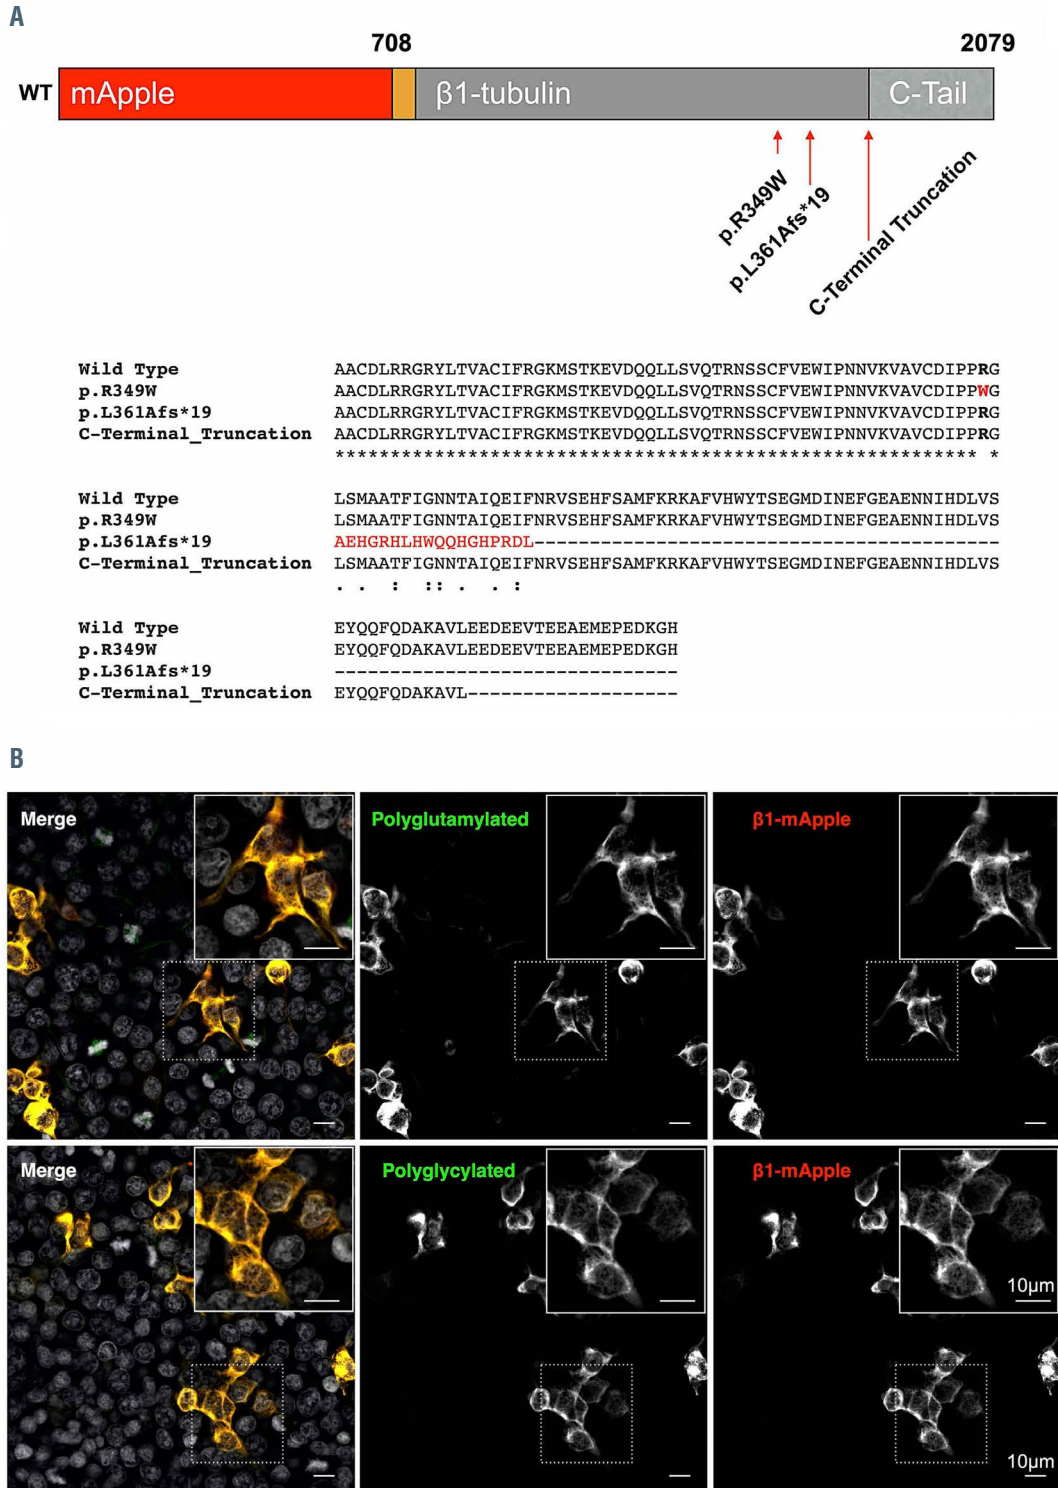 A
708 2079
WT mApple β1-tubulin C-Tail
p.R349W
p.L361Afs*19
C-Terminal Truncation
Wild Type AACDLRRGRYLTVACIFRGKMSTKEVDQQLLSVQTRNSSCFVEWIPNNVKVAVCDIPPRG
p.R349W AACDLRRGRYLTVACIFRGKMSTKEVDQQLLSVQTRNSSCFVEWIPNNVKVAVCDIPPWG
p.L361Afs*19 AACDLRRGRYLTVACIFRGKMSTKEVDQQLLSVQTRNSSCFVEWIPNNVKVAVCDIPPRG
C-Terminal_Truncation AACDLRRGRYLTVACIFRGKMSTKEVDQQLLSVQTRNSSCFVEWIPNNVKVAVCDIPPRG
********************************************************** *
Wild Type LSMAATFIGNNTAIQEIFNRVSEHFSAMFKRKAFVHWYTSEGMDINEFGEAENNIHDLVS
p.R349W LSMAATFIGNNTAIQEIFNRVSEHFSAMFKRKAFVHWYTSEGMDINEFGEAENNIHDLVS
p.L361Afs*19 AEHGRHLHWQQHGHPRDL------------------------------------------
C-Terminal_Truncation LSMAATFIGNNTAIQEIFNRVSEHFSAMFKRKAFVHWYTSEGMDINEFGEAENNIHDLVS
. .  :  :: .  . :
Wild Type EYQQFQDAKAVLEEDEEVTEEAEMEPEDKGH
p.R349W EYQQFQDAKAVLEEDEEVTEEAEMEPEDKGH
p.L361Afs*19 -------------------------------
C-Terminal_Truncation EYQQFQDAKAVL-------------------
B
Merge Polyglutamylated β1-mApple
Merge Polyglycylated β1-mApple
10µm
10µm